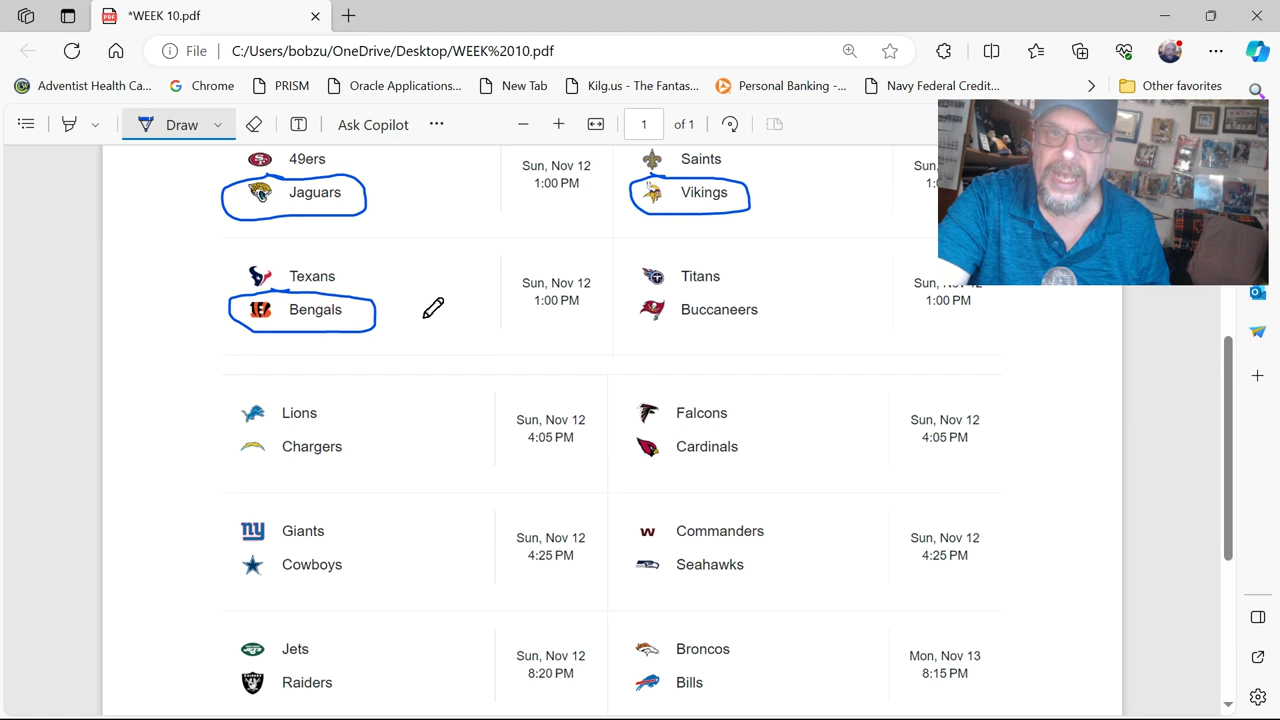 *WEEK 10.pdf
File C:/Users/bobzu/OneDrive/Desktop/WEEK%2010.pdf
Adventist Health Ca... Chrome PRISM Oracle Applications... New Tab Kilg.us - The Fantas... Personal Banking -... Navy Federal Credit... Other favorites
Draw Ask Copilot 1 of 1
49ers
Jaguars
Sun, Nov 12
1:00 PM
Saints
Vikings
Sun,
Texans
Bengals
Sun, Nov 12
1:00 PM
Titans
Buccaneers
1:00 PM
Lions
Chargers
Sun, Nov 12
4:05 PM
Falcons
Cardinals
Sun, Nov 12
4:05 PM
ny Giants
Cowboys
Sun, Nov 12
4:25 PM
W Commanders
Seahawks
Sun, Nov 12
4:25 PM
Jets
Raiders
Sun, Nov 12
8:20 PM
Broncos
Bills
Mon, Nov 13
8:15 PM